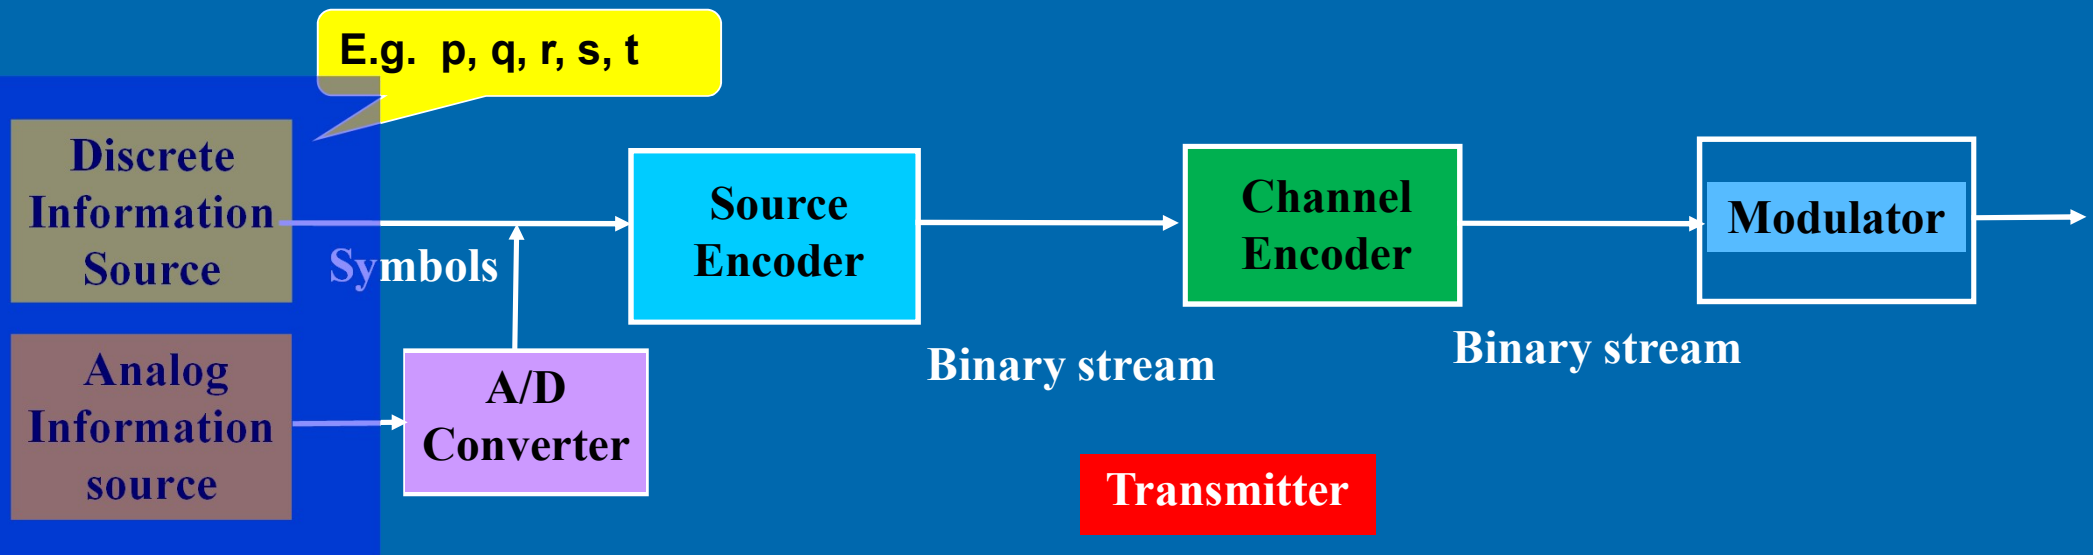 E.g.  p, q, r, s, t
Discrete
Information
Source
Symbols
Source
Encoder
Channel
Encoder
Modulator
Binary stream
Binary stream
Analog
Information
source
A/D
Converter
Transmitter